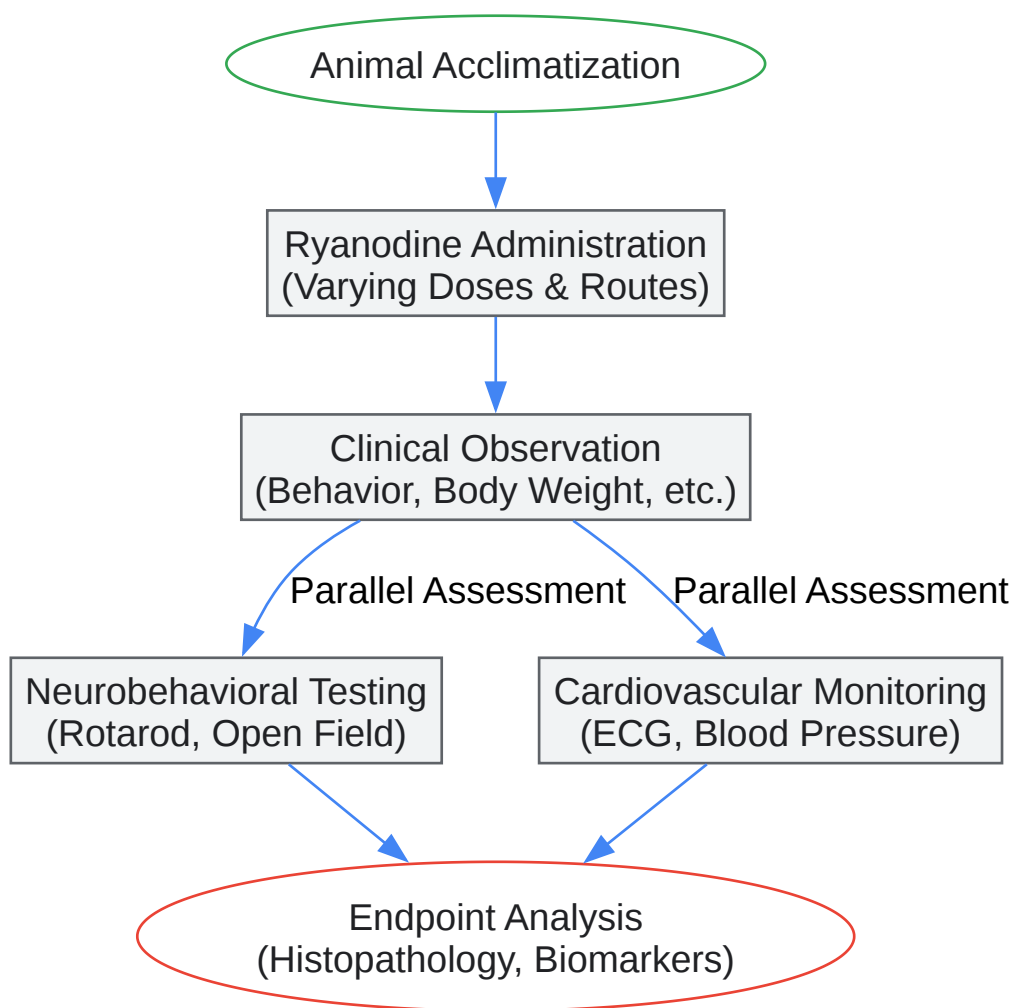 Animal Acclimatization
Ryanodine Administration
(Varying Doses & Routes)
Clinical Observation
(Behavior, Body Weight, etc.)
Parallel Assessment
Parallel Assessment
Neurobehavioral Testing
(Rotarod, Open Field)
Cardiovascular Monitoring
(ECG, Blood Pressure)
Endpoint Analysis
(Histopathology, Biomarkers)